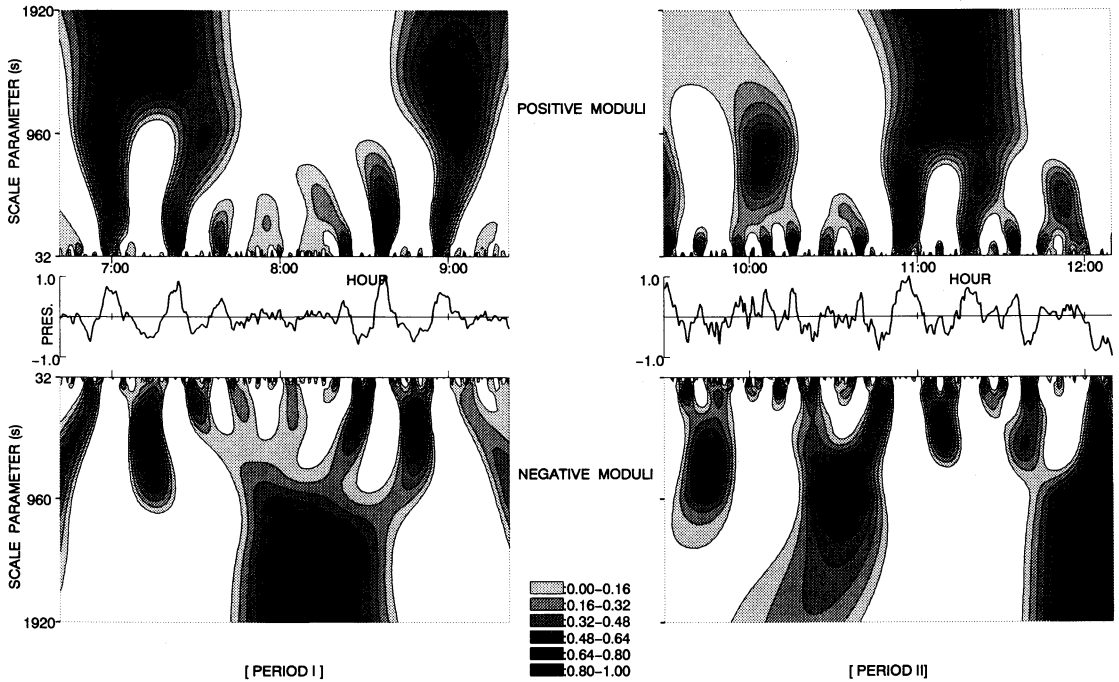 1920
960
32
SCALE PARAMETER (s)
7:00
8:00
9:00
HOUR
POSITIVE MODULI
10:00
11:00
12:00
HOUR
1.0
PRES.
-1.0
1.0
-1.0
32
960
1920
SCALE PARAMETER (s)
NEGATIVE MODULI
:0.00-0.16
:0.16-0.32
:0.32-0.48
:0.48-0.64
:0.64-0.80
:0.80-1.00
[ PERIOD I ]
[ PERIOD II]